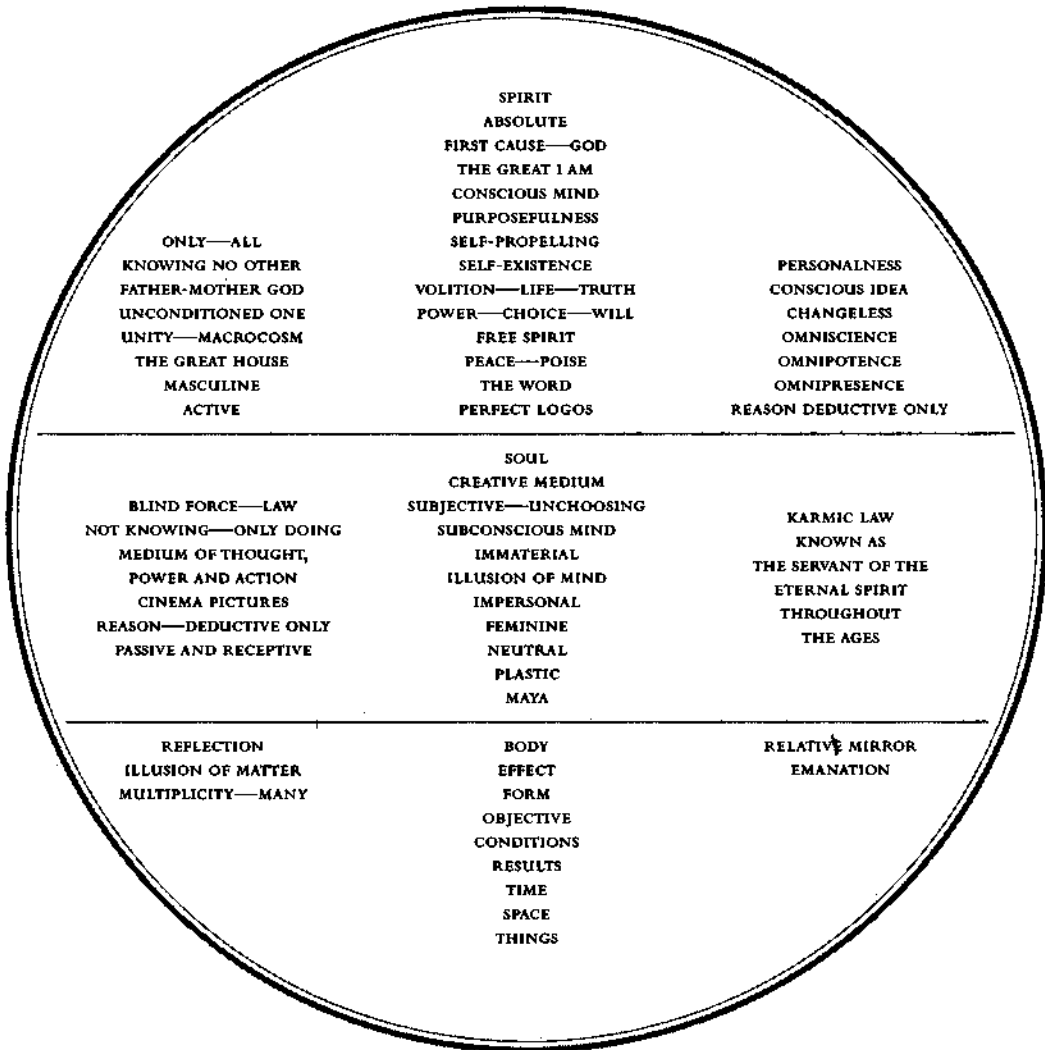 SPIRIT
ABSOLUTE
FIRST CAUSE—GOD
THE GREAT I AM
CONSCIOUS MIND
PURPOSEFULNESS
SELF-PROPELLING
SELF-EXISTENCE
VOLITION—LIFE—TRUTH
POWER—CHOICE—WILL
FREE SPIRIT
PEACE—POISE
THE WORD
PERFECT LOGOS
ONLY—ALL
KNOWING NO OTHER
FATHER-MOTHER GOD
UNCONDITIONED ONE
UNITY—MACROCOSM
THE GREAT HOUSE
MASCULINE
ACTIVE
PERSONALNESS
CONSCIOUS IDEA
CHANGELESS
OMNISCIENCE
OMNIPOTENCE
OMNIPRESENCE
REASON DEDUCTIVE ONLY
SOUL
CREATIVE MEDIUM
SUBJECTIVE—UNCHOOSING
SUBCONSCIOUS MIND
IMMATERIAL
ILLUSION OF MIND
IMPERSONAL
FEMININE
NEUTRAL
PLASTIC
MAYA
BLIND FORCE—LAW
NOT KNOWING—ONLY DOING
MEDIUM OF THOUGHT,
POWER AND ACTION
CINEMA PICTURES
REASON—DEDUCTIVE ONLY
PASSIVE AND RECEPTIVE
KARMIC LAW
KNOWN AS
THE SERVANT OF THE
ETERNAL SPIRIT
THROUGHOUT
THE AGES
REFLECTION
ILLUSION OF MATTER
MULTIPLICITY—MANY
BODY
EFFECT
FORM
OBJECTIVE
CONDITIONS
RESULTS
TIME
SPACE
THINGS
RELATIVE MIRROR
EMANATION